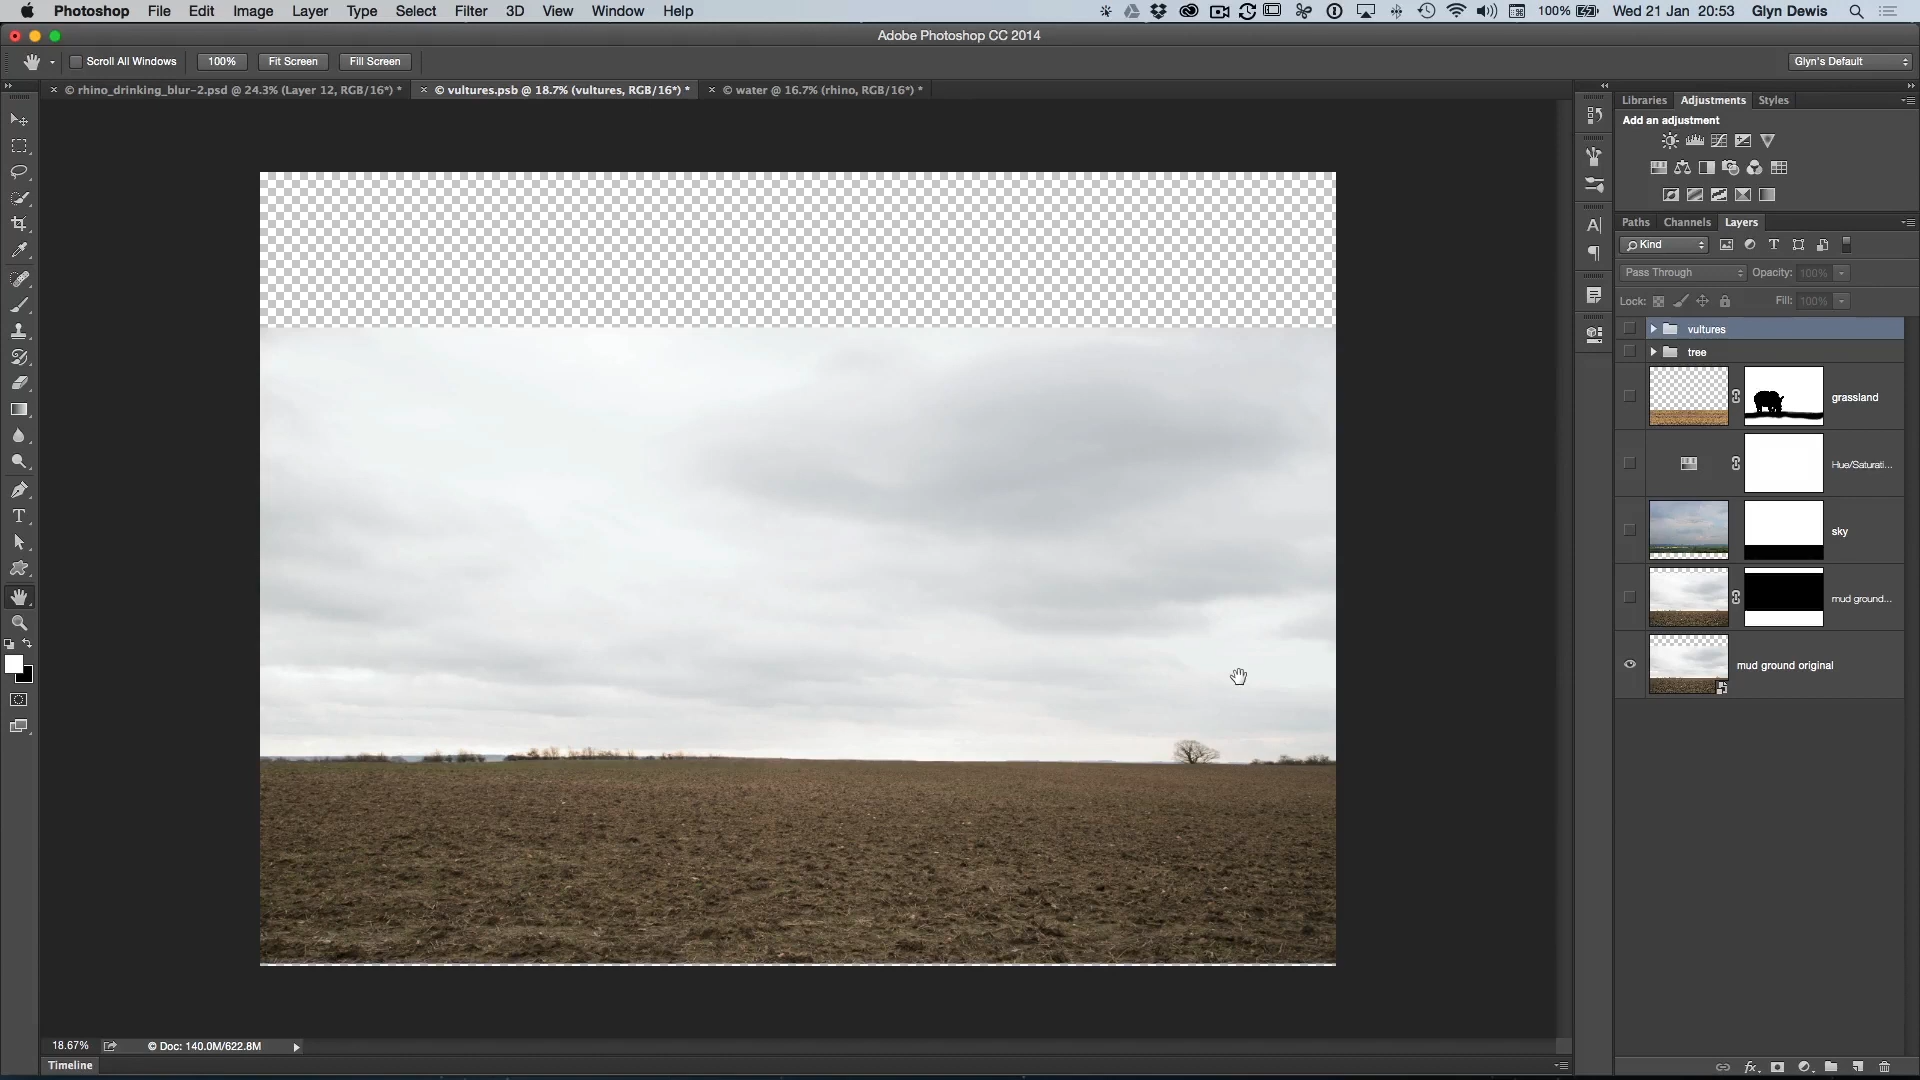 Photoshop File Edit Image Layer Type Select Filter 3D View Window Help 100% Wed 21 Jan 20:53 Glyn Dewis
Adobe Photoshop CC 2014
Scroll All Windows 100% Fit Screen Fill Screen Glyn's Default
× © rhino_drinking_blur-2.psd @ 24.3% (Layer 12, RGB/16*) * × © vultures.psb @ 18.7% (vultures, RGB/16*) * × © water @ 16.7% (rhino, RGB/16*) *
Libraries Adjustments Styles
Add an adjustment
Paths Channels Layers
Kind
Pass Through Opacity: 100%
Lock: Fill: 100%
vultures
tree
grassland
Hue/Saturati...
sky
mud ground...
mud ground original
18.67% © Doc: 140.0M/622.8M
Timeline